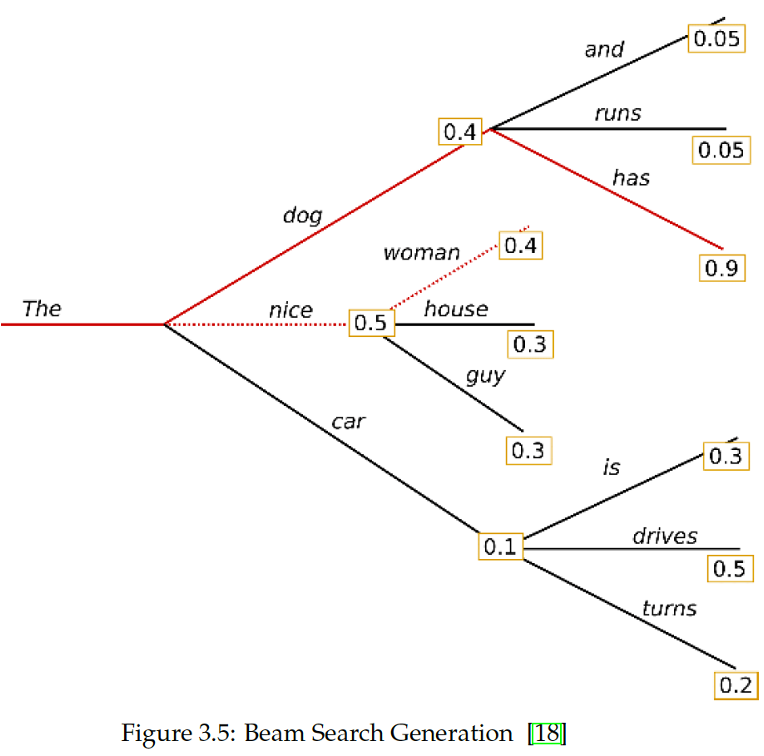 and
0.05
runs
0.4
0.05
has
dog
woman
0.4
0.9
The
nice
0.5
house
0.3
guy
car
0.3
is
0.3
drives
0.1
0.5
turns
0.2
Figure 3.5: Beam Search Generation [18]